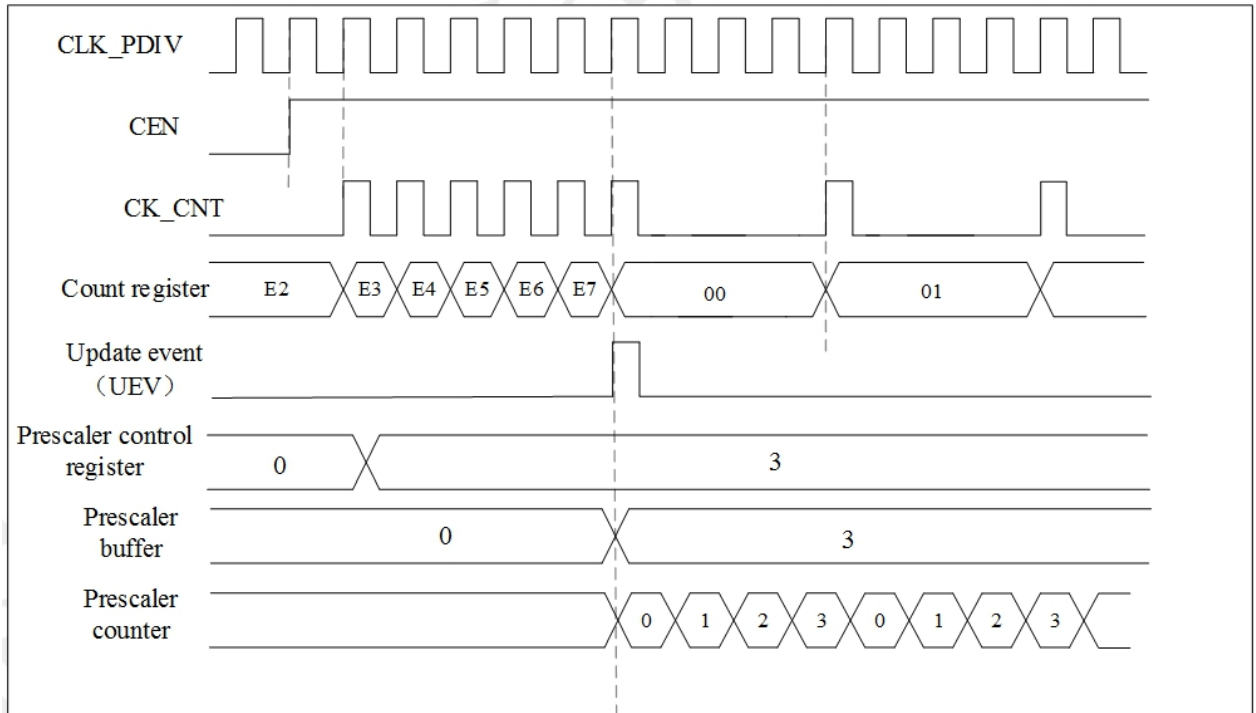 CLK_PDIV
CEN
CK_CNT
Count register
E2 E3 E4 E5 E6 E7 00 01
Update event
（UEV）
Prescaler control
register
0 3
Prescaler
buffer
0 3
Prescaler
counter
0 1 2 3 0 1 2 3